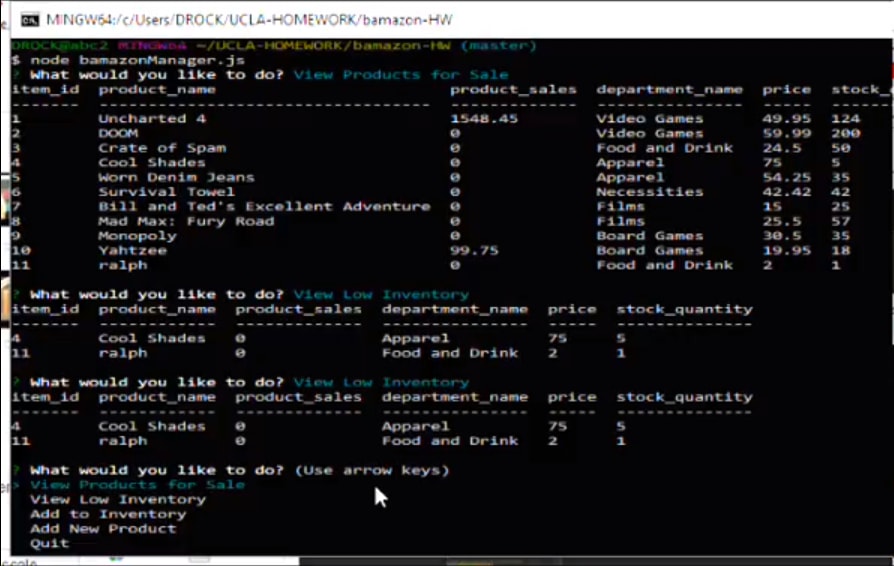 MINGW64:/c/Users/DROCK/UCLA-HOMEWORK/bamazon-HW
DROCK@abc2 MINGW64 ~/UCLA-HOMEWORK/bamazon-HW (master)
$ node bamazonManager.js
? What would you like to do? View Products for Sale
item_id product_name product_sales department_name price stock_
------- ---------------------------------- ------------- --------------- ----- ------
1 Uncharted 4 1548.45 Video Games 49.95 124
2 DOOM 0 Video Games 59.99 200
3 Crate of Spam 0 Food and Drink 24.5 50
4 Cool Shades 0 Apparel 75 5
5 Worn Denim Jeans 0 Apparel 54.25 35
6 Survival Towel 0 Necessities 42.42 42
7 Bill and Ted's Excellent Adventure 0 Films 15 25
8 Mad Max: Fury Road 0 Films 25.5 57
9 Monopoly 0 Board Games 30.5 35
10 Yahtzee 99.75 Board Games 19.95 18
11 ralph 0 Food and Drink 2 1
? What would you like to do? View Low Inventory
item_id product_name product_sales department_name price stock_quantity
------- ------------ ------------- --------------- ----- --------------
4 Cool Shades 0 Apparel 75 5
11 ralph 0 Food and Drink 2 1
? What would you like to do? View Low Inventory
item_id product_name product_sales department_name price stock_quantity
------- ------------ ------------- --------------- ----- --------------
4 Cool Shades 0 Apparel 75 5
11 ralph 0 Food and Drink 2 1
? What would you like to do? (Use arrow keys)
> View Products for Sale
View Low Inventory
Add to Inventory
Add New Product
Quit